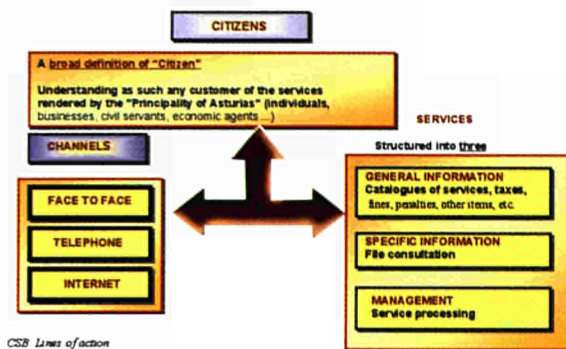 CITIZENS
A broad definition of "Citizen"
Understanding as such any customer of the services
rendered by the "Principality of Asturias" (individuals,
businesses, civil servants, economic agents ...)
CHANNELS
FACE TO FACE
TELEPHONE
INTERNET
SERVICES
Structured into three
GENERAL INFORMATION
Catalogues of services, taxes,
fines, penalties, other items, etc.
SPECIFIC INFORMATION
File consultation
MANAGEMENT
Service processing
CSB Lines of action